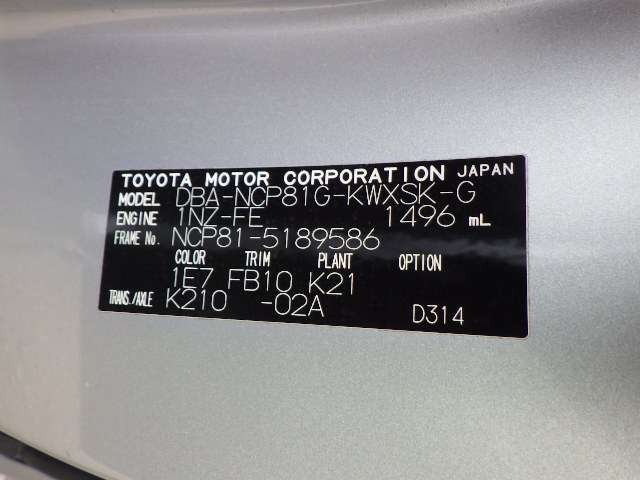 TOYOTA MOTOR CORPORATION JAPAN
MODEL DBA-NCP81G-KWXSK-G
ENGINE 1NZ-FE 1496 mL
FRAME No. NCP81-5189586
COLOR TRIM PLANT OPTION
1E7 FB10 K21
TRANS./AXLE K210 -02A
D314